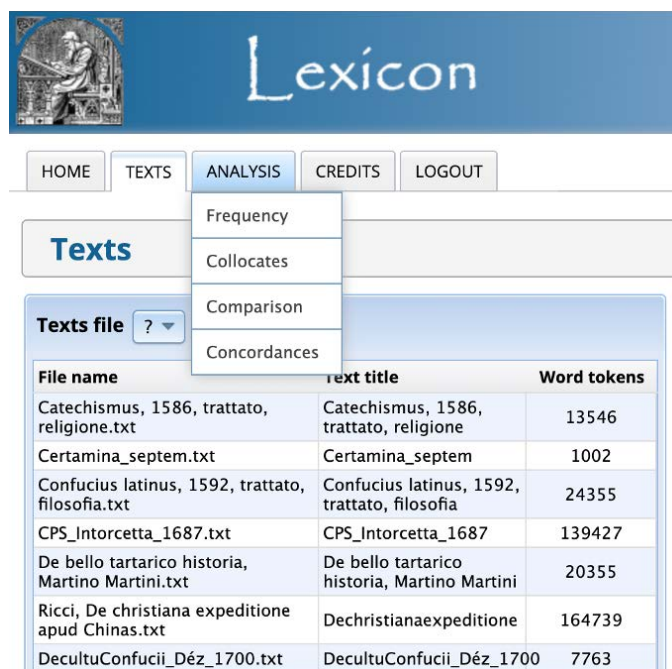 Lexicon
HOME TEXTS ANALYSIS CREDITS LOGOUT
Frequency
Texts
Collocates
Comparison
Texts file ?
Concordances
File name Text title Word tokens
Catechismus, 1586, trattato, Catechismus, 1586, 13546
religione.txt trattato, religione
Certamina_septem.txt Certamina_septem 1002
Confucius latinus, 1592, trattato, Confucius latinus, 1592, 24355
filosofia.txt trattato, filosofia
CPS_Intorcetta_1687.txt CPS_Intorcetta_1687 139427
De bello tartarico historia, De bello tartarico 20355
Martino Martini.txt historia, Martino Martini
Ricci, De christiana expeditione Dechristianaexpeditione 164739
apud Chinas.txt
DecultuConfucii_Déz_1700.txt DecultuConfucii_Déz_1700 7763